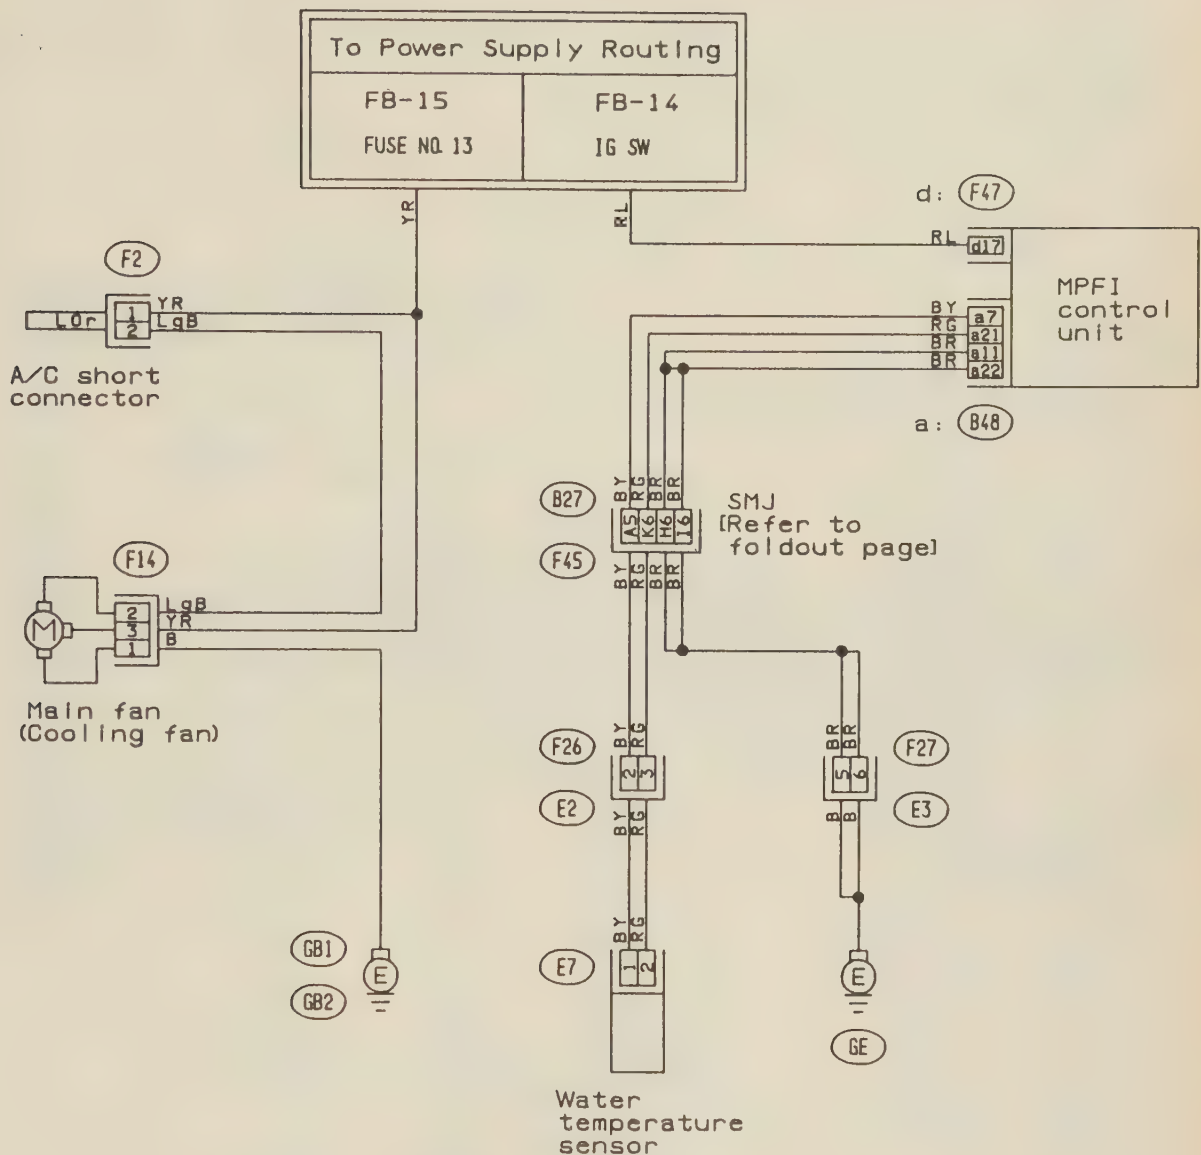 To Power Supply Routing
FB-15
FUSE NO. 13
FB-14
IG SW
YR
RL
d: F47
RL
d17
MPFI
control
unit
BY
a7
RG
a21
BR
a11
BR
a22
a: B48
F2
YR
LOr
1
LgB
2
A/C short
connector
B27
BY
RG
BR
BR
A5
K6
H6
I6
SMJ
[Refer to
foldout page]
F45
BY
RG
BR
BR
F14
LgB
2
YR
M
3
B
1
Main fan
(Cooling fan)
F26
BY
RG
2
3
E2
BY
RG
BR
BR
F27
5
6
E3
B
B
GB1
E
GB2
BY
RG
E7
1
2
E
GE
Water
temperature
sensor